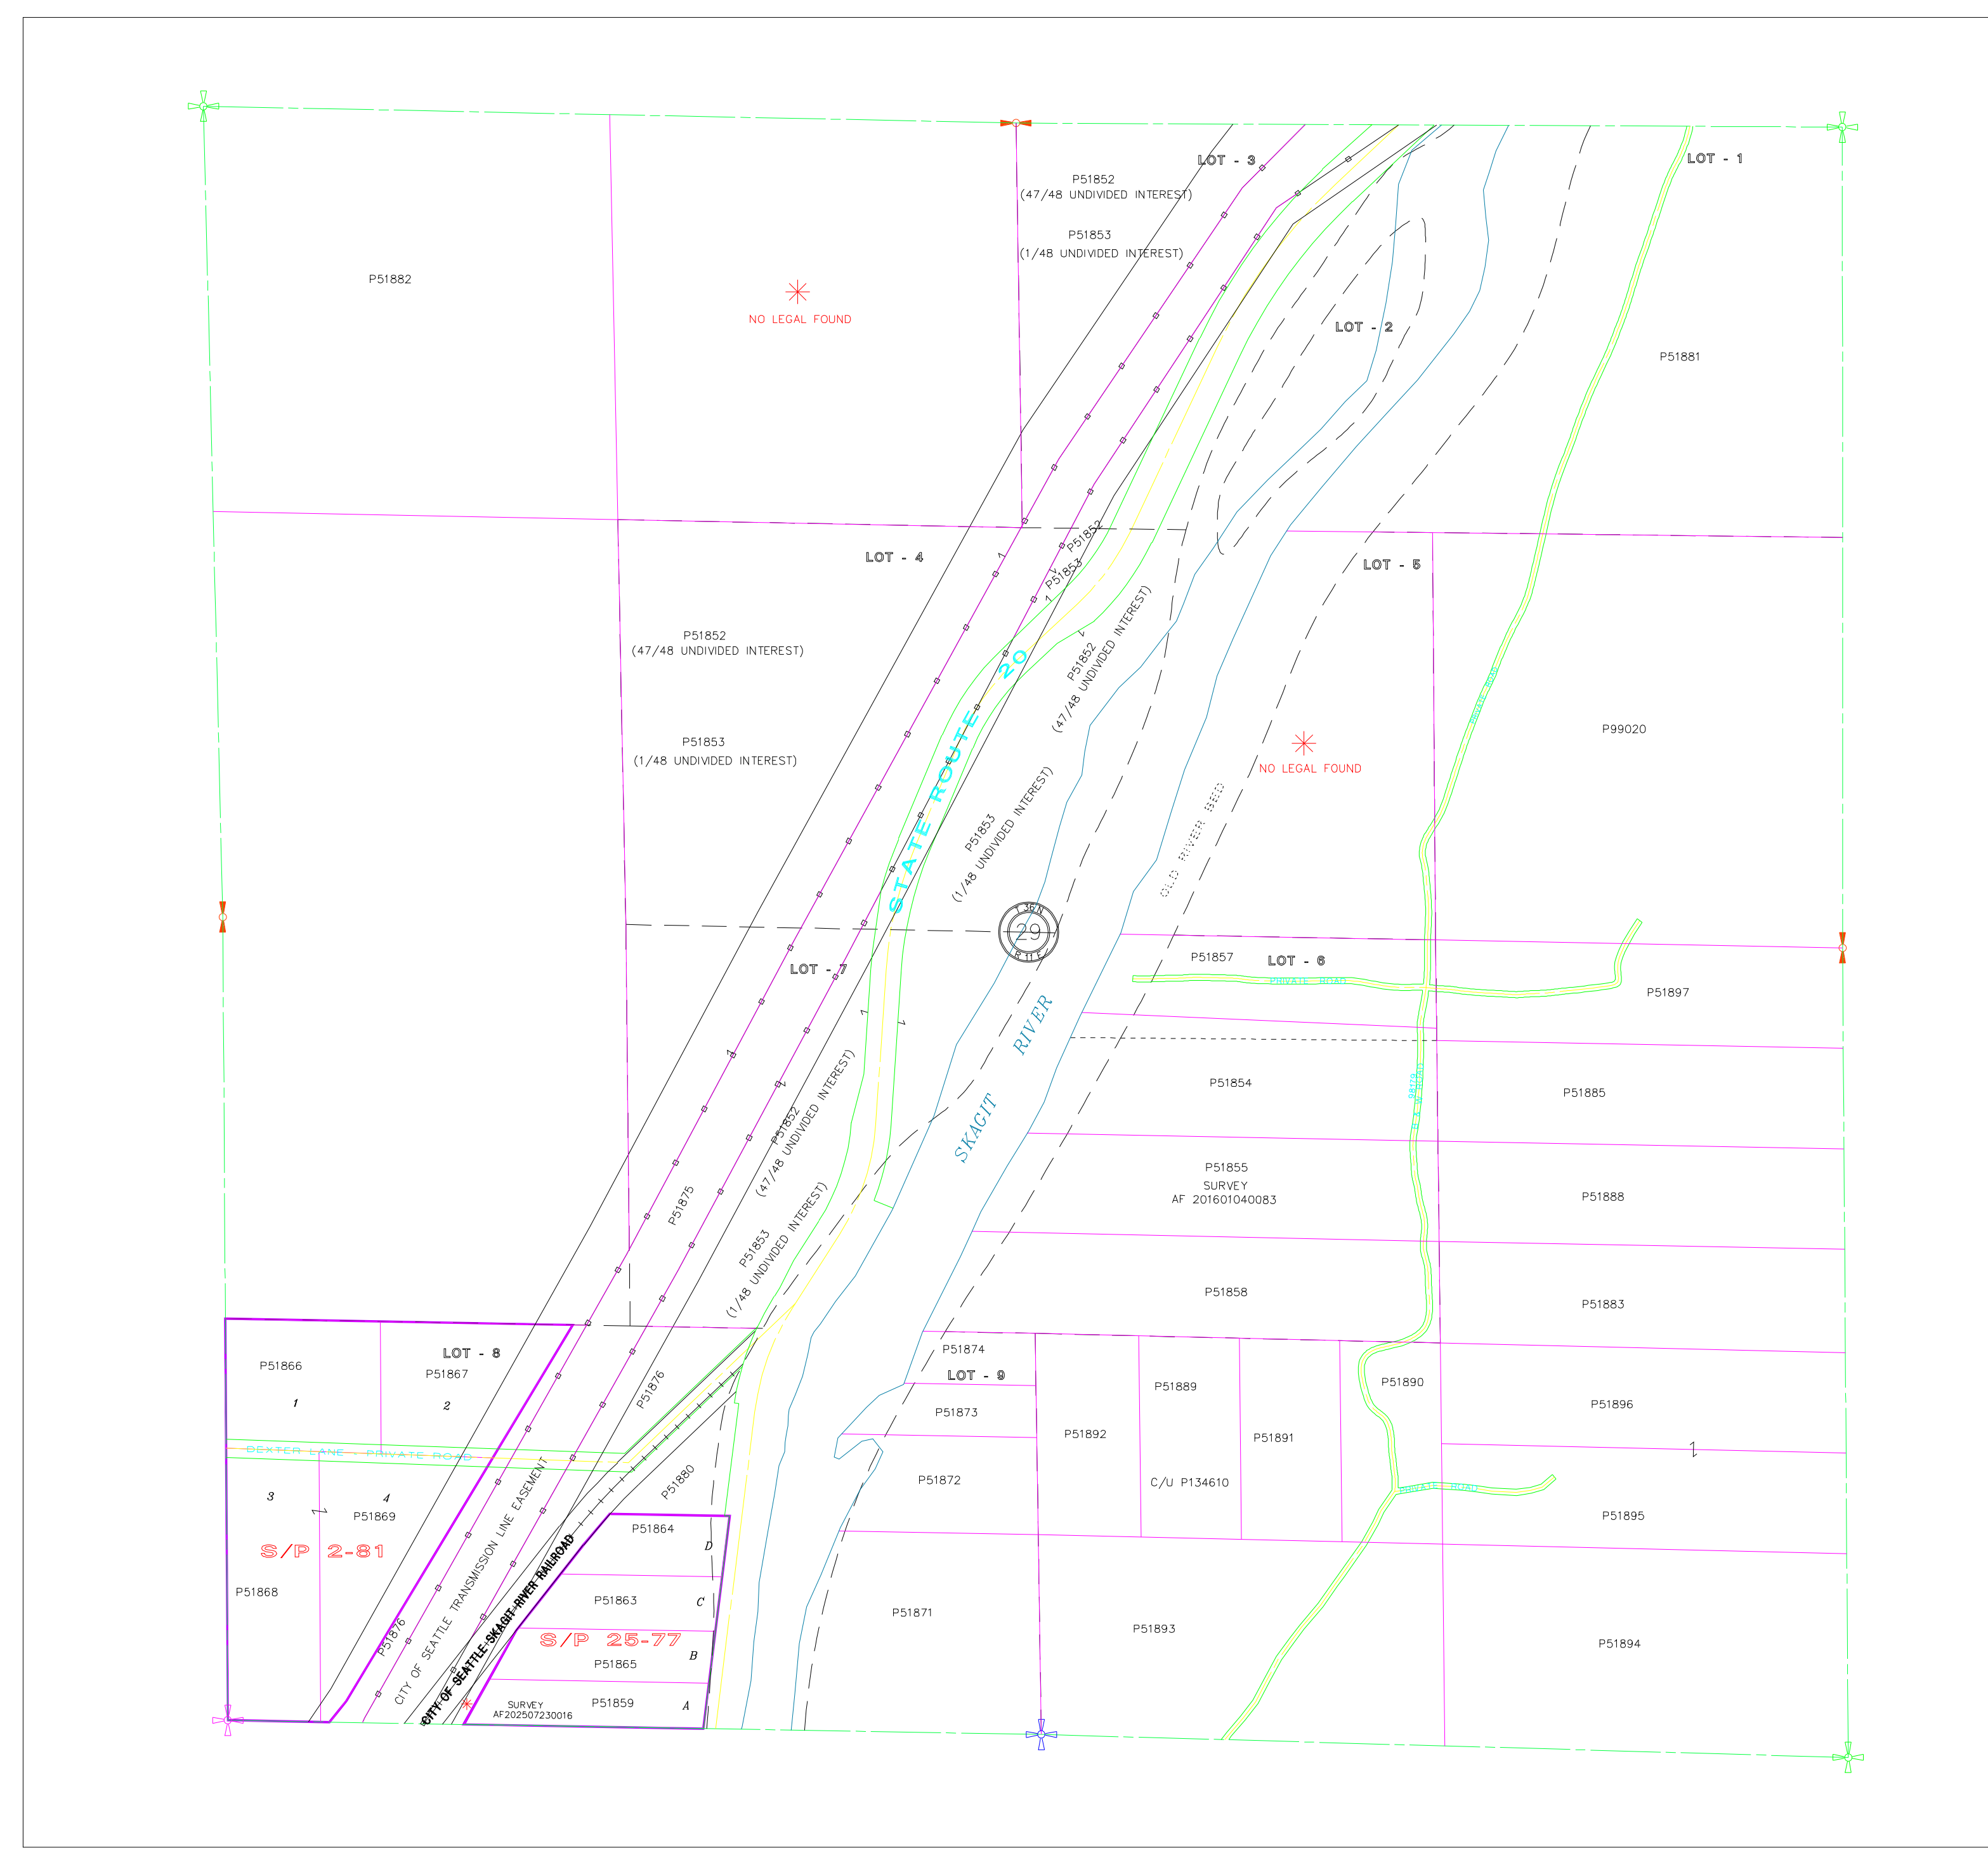 LOT - 3
LOT - 1
P51852
(47/48 UNDIVIDED INTEREST)
P51853
(1/48 UNDIVIDED INTEREST)
P51882
NO LEGAL FOUND
LOT - 2
P51881
LOT - 4
P51852
P51853
LOT - 5
P51852
(47/48 UNDIVIDED INTEREST)
P51853
(1/48 UNDIVIDED INTEREST)
STATE ROUTE 20
P51852
(47/48 UNDIVIDED INTEREST)
P51853
(1/48 UNDIVIDED INTEREST)
PRIVATE ROAD
P99020
NO LEGAL FOUND
OLD RIVER BED
T 36 N
29
R 11 E
LOT - 7
P51857
LOT - 6
PRIVATE ROAD
P51897
SKAGIT RIVER
P51854
P51885
P51875
P51852
(47/48 UNDIVIDED INTEREST)
P51853
(1/48 UNDIVIDED INTEREST)
P51855
SURVEY
AF 201601040083
P51888
P51858
P51883
P51866
1
LOT - 8
P51867
2
P51876
P51874
LOT - 9
P51873
P51892
P51889
P51891
P51890
P51896
DEXTER LANE - PRIVATE ROAD
3
4
P51869
S/P 2-81
P51868
P51876
CITY OF SEATTLE TRANSMISSION LINE EASEMENT
CITY OF SEATTLE SKAGIT RIVER RAILROAD
P51880
P51872
C/U P134610
PRIVATE ROAD
P51895
P51864
D
P51863
C
S/P 25-77
P51865
B
P51859
A
SURVEY
AF202507230016
P51871
P51893
P51894